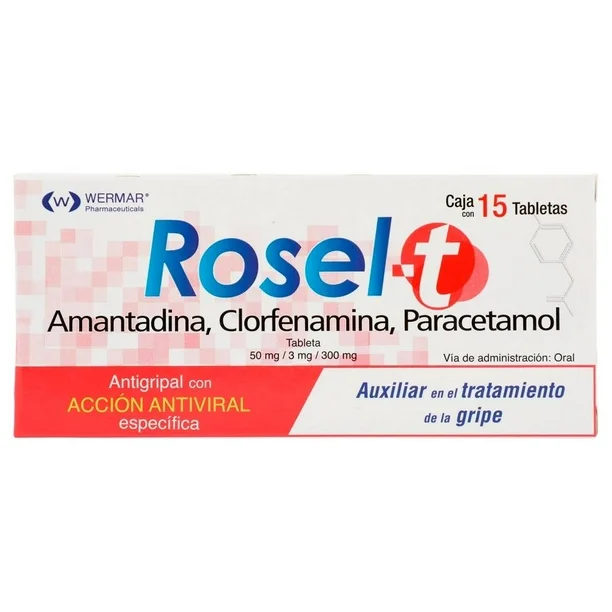 WERMAR®
Pharmaceuticals
Caja con 15 Tabletas
Rosel-t
Amantadina, Clorfenamina, Paracetamol
Tableta
50 mg / 3 mg / 300 mg
Vía de administración: Oral
Antigripal con
ACCIÓN ANTIVIRAL
específica
Auxiliar en el tratamiento
de la gripe